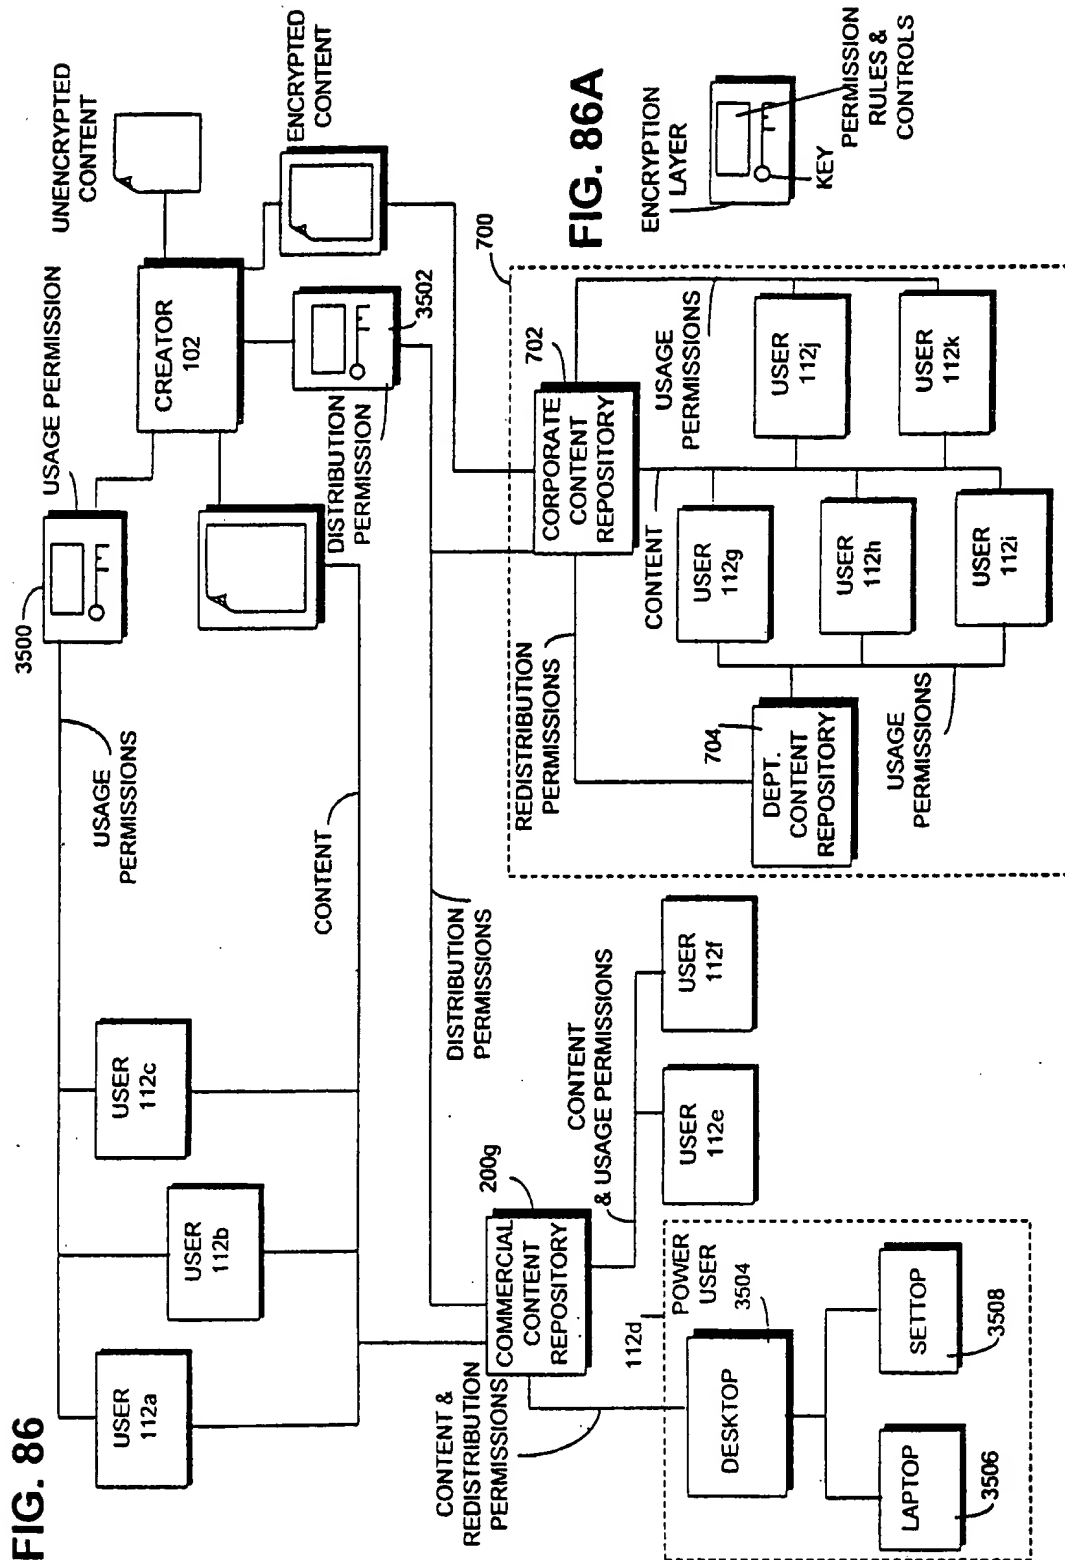 FIG. 86
3500
USAGE PERMISSION
UNENCRYPTED
CONTENT
CREATOR
102
ENCRYPTED
CONTENT
3502
DISTRIBUTION
PERMISSION
USAGE
PERMISSIONS
CONTENT
USER
112a
USER
112b
USER
112c
DISTRIBUTION
PERMISSIONS
COMMERCIAL
CONTENT
REPOSITORY
200g
CONTENT &
REDISTRIBUTION
PERMISSIONS
CONTENT
& USAGE PERMISSIONS
USER
112e
USER
112f
112d
POWER
USER
3504
DESKTOP
LAPTOP
3506
SETTOP
3508
700
702
CORPORATE
CONTENT
REPOSITORY
REDISTRIBUTION
PERMISSIONS
704
DEPT.
CONTENT
REPOSITORY
CONTENT
USAGE
PERMISSIONS
USER
112g
USER
112h
USER
112i
USER
112j
USER
112k
USAGE
PERMISSIONS
FIG. 86A
ENCRYPTION
LAYER
KEY
PERMISSION
RULES &
CONTROLS